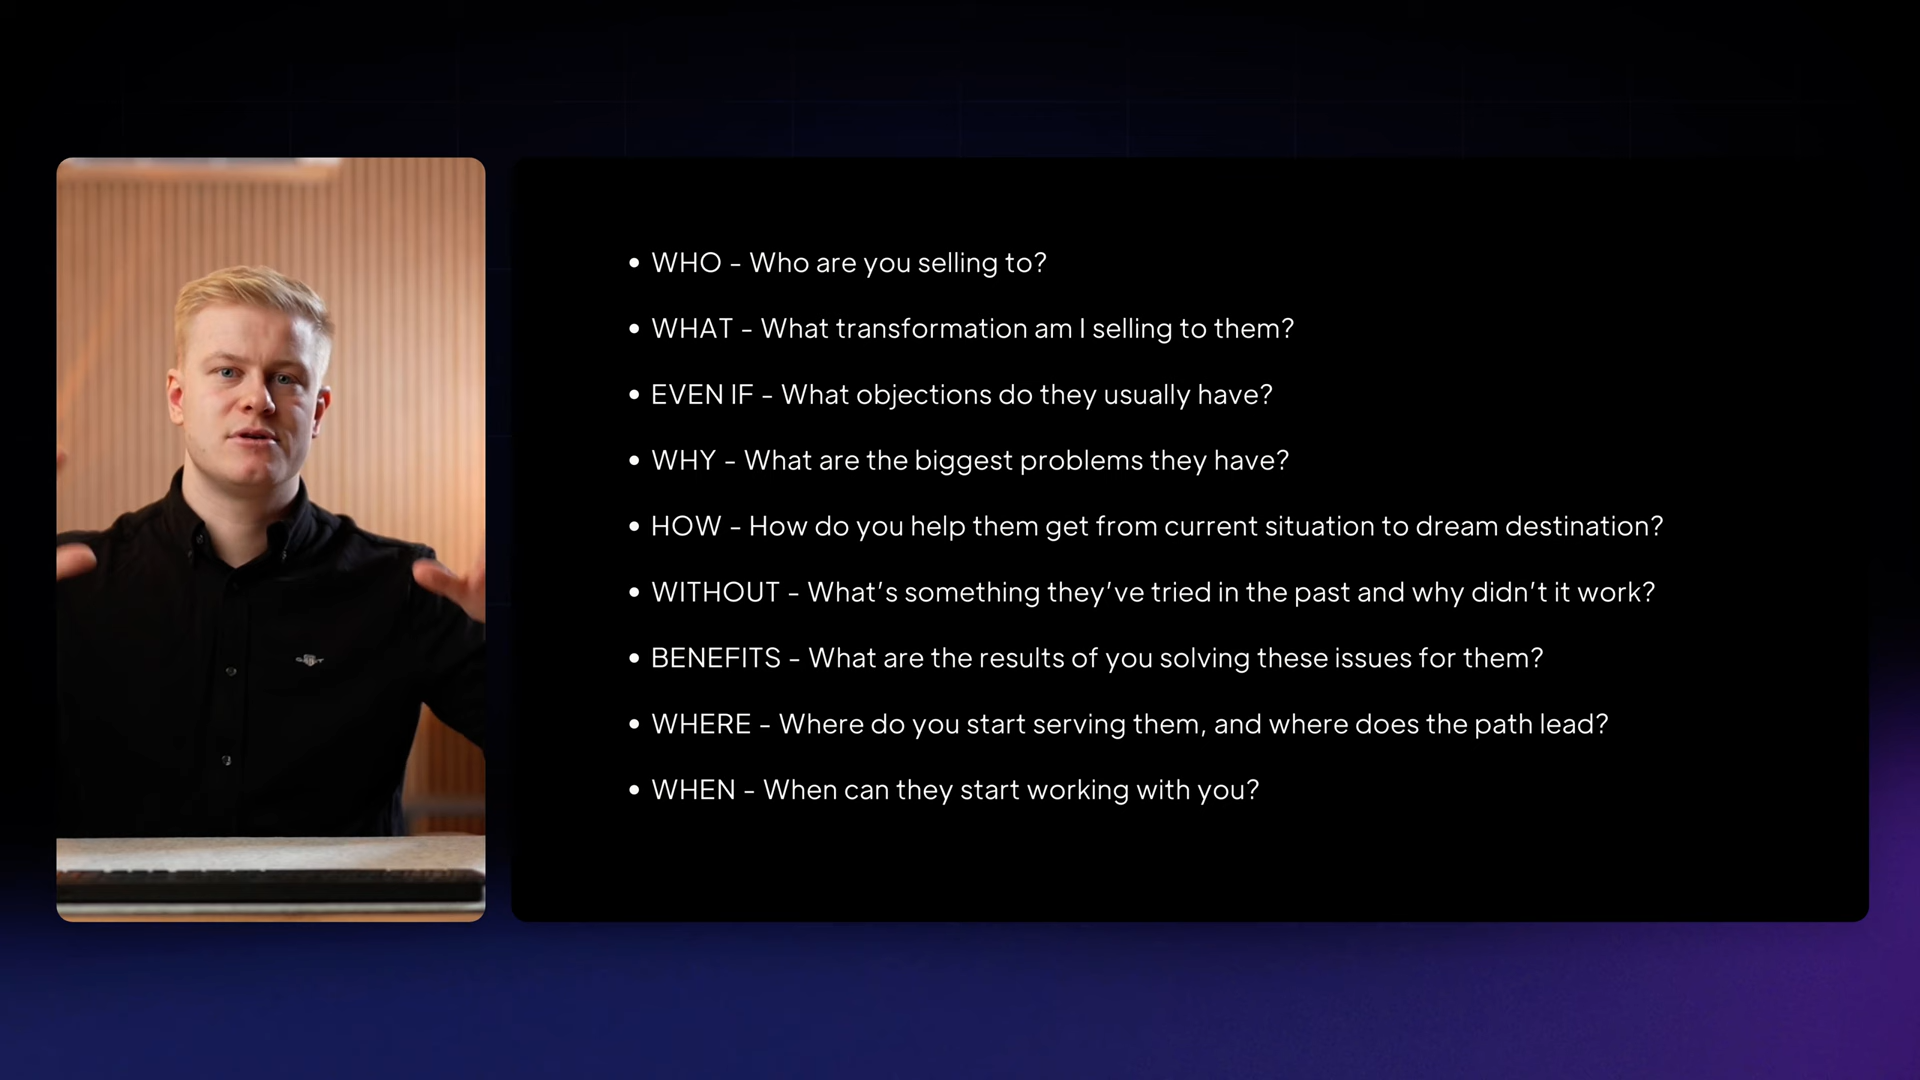 • WHO - Who are you selling to?
• WHAT - What transformation am I selling to them?
• EVEN IF - What objections do they usually have?
• WHY - What are the biggest problems they have?
• HOW - How do you help them get from current situation to dream destination?
• WITHOUT - What’s something they’ve tried in the past and why didn’t it work?
• BENEFITS - What are the results of you solving these issues for them?
• WHERE - Where do you start serving them, and where does the path lead?
• WHEN - When can they start working with you?